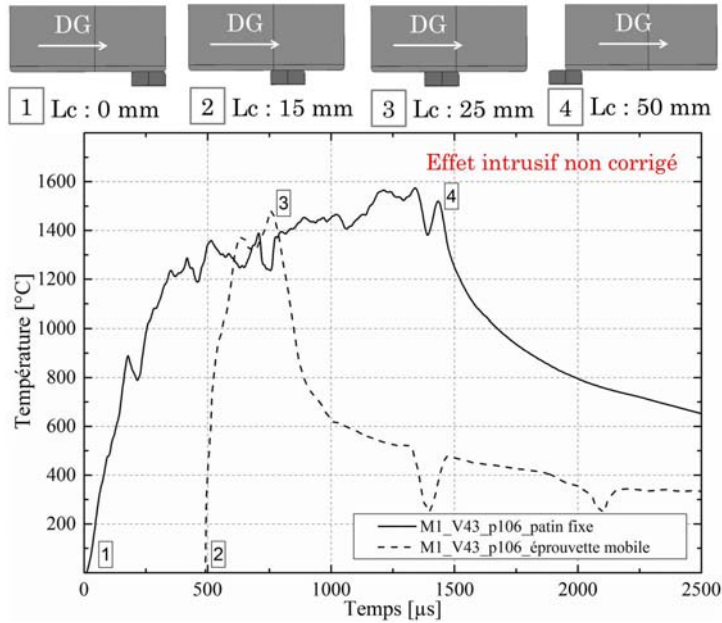 DG DG DG DG
1 Lc : 0 mm 2 Lc : 15 mm 3 Lc : 25 mm 4 Lc : 50 mm
Effet intrusif non corrigé
1600
1400
1200
1000
800
600
400
200
Température [°C]
1
2
3
4
M1_V43_p106_patin fixe
M1_V43_p106_éprouvette mobile
0 500 1000 1500 2000 2500
Temps [µs]